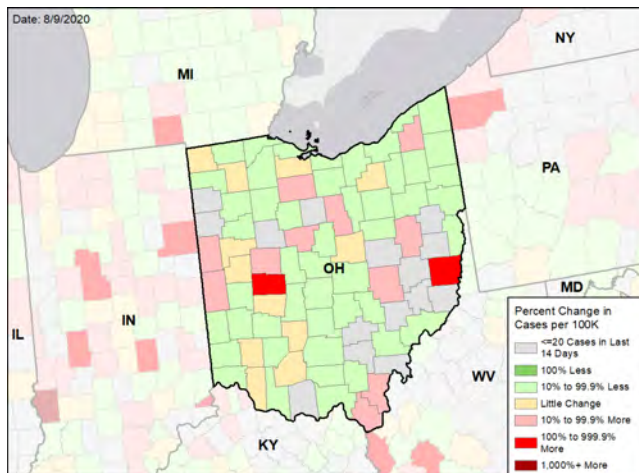 Date: 8/9/2020
NY
MI
PA
OH
MD
IL
IN
WV
KY
Percent Change in
Cases per 100K
<=20 Cases in Last
14 Days
100% Less
10% to 99.9% Less
Little Change
10% to 99.9% More
100% to 999.9%
More
1,000%+ More